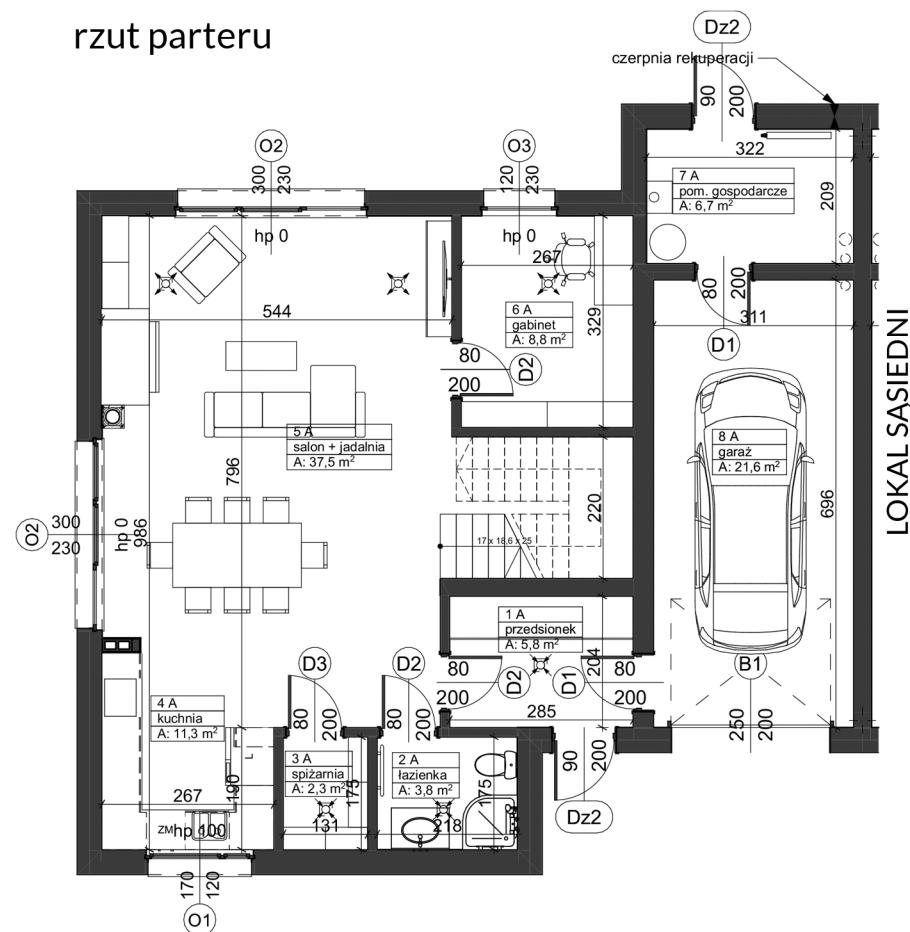 rzut parteru
Dz2
czerpnia rekuperacji
90
200
O2
300
230
O3
120
230
322
7 A
pom. gospodarcze
A: 6,7 m²
209
hp 0
hp 0
267
544
6 A
gabinet
A: 8,8 m²
329
80
200
D1
311
80
200
D2
LOKAL SĄSIEDNI
5 A
salon + jadalnia
A: 37,5 m²
8 A
garaż
A: 21,6 m²
796
986
O2
300
230
hp 0
220
17 x 18,6 x 25
696
1 A
przedsionek
A: 5,8 m²
204
D3
D2
80
200
D2
D1
80
200
B1
285
250
200
80
200
80
200
4 A
kuchnia
A: 11,3 m²
L
3 A
spiżarnia
A: 2,3 m²
2 A
łazienka
A: 3,8 m²
90
200
267
190
175
175
Dz2
ZM
hp 100
131
218
170
120
O1